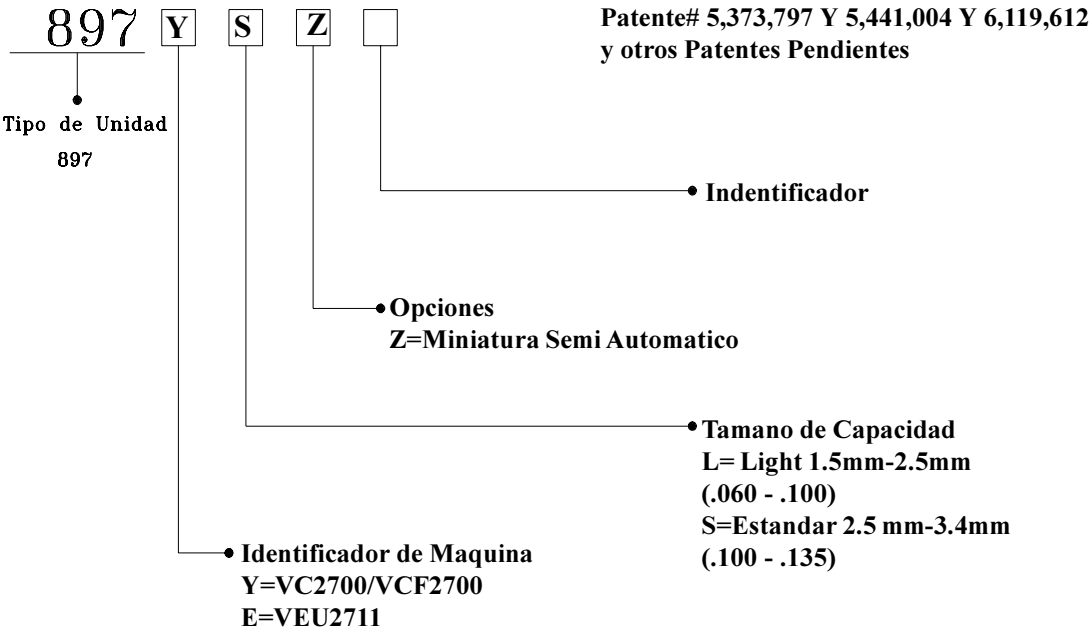 897 Y S Z
Patente# 5,373,797 Y 5,441,004 Y 6,119,612
y otros Patentes Pendientes
Tipo de Unidad
897
Indentificador
Opciones
Z=Miniatura Semi Automatico
Tamano de Capacidad
L= Light 1.5mm-2.5mm
(.060 - .100)
S=Estandar 2.5 mm-3.4mm
(.100 - .135)
Identificador de Maquina
Y=VC2700/VCF2700
E=VEU2711